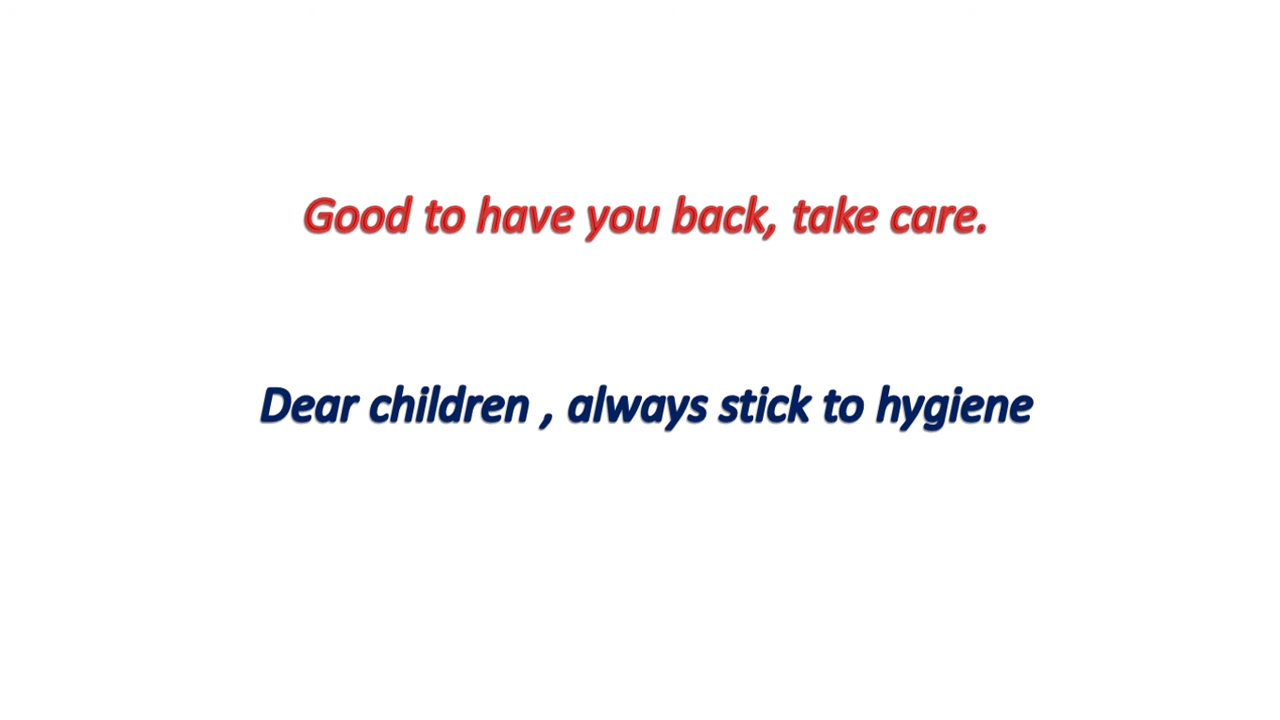 Good to have you back, take care.
Dear children , always stick to hygiene